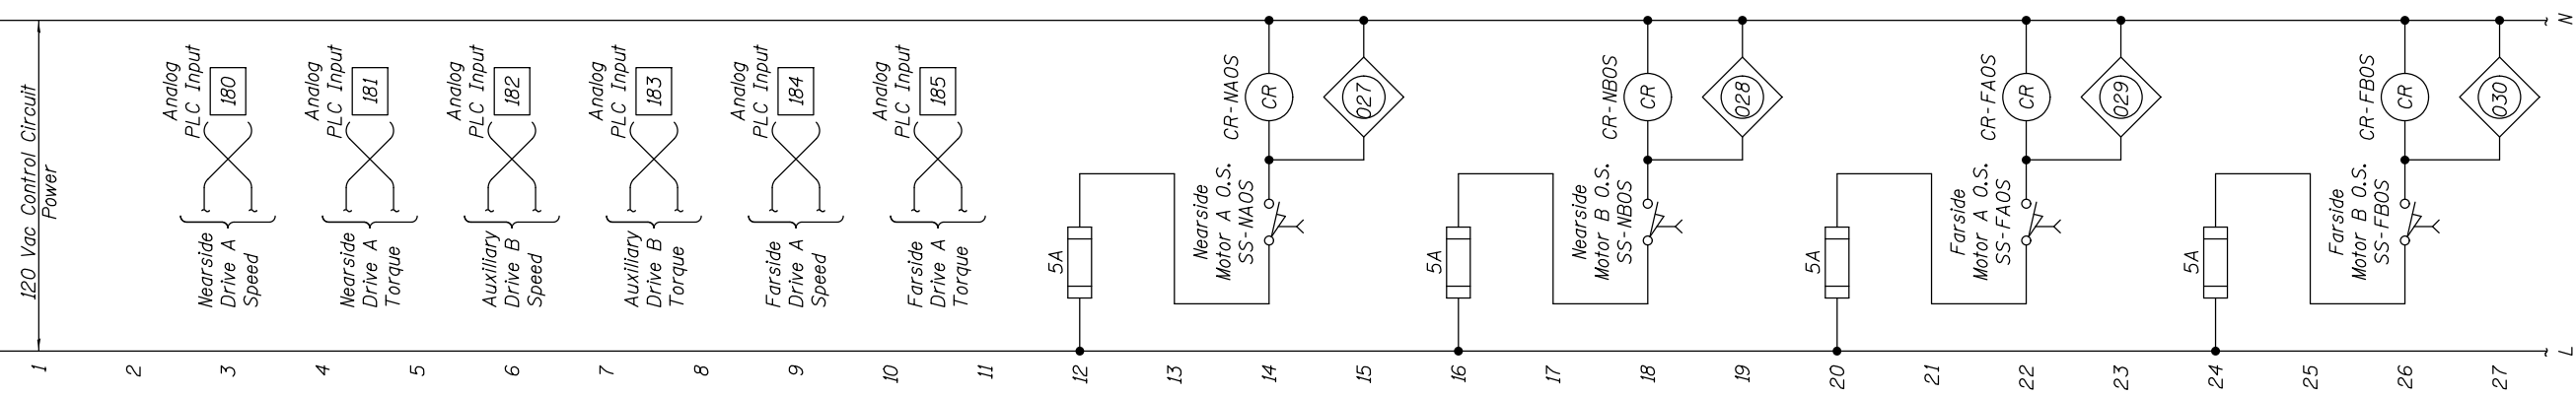 120 Vac Control Circuit
Power
1
2
Analog
PLC Input
180
Nearside
Drive A
Speed
3
Analog
PLC Input
181
Nearside
Drive A
Torque
4
5
Analog
PLC Input
182
Auxiliary
Drive B
Speed
6
Analog
PLC Input
183
Auxiliary
Drive B
Torque
7
8
Analog
PLC Input
184
Farside
Drive A
Speed
9
Analog
PLC Input
185
Farside
Drive A
Torque
10
11
5A
12
13
Nearside
Motor A O.S.
SS-NAOS
CR-NAOS
CR
14
027
15
5A
16
17
Nearside
Motor B O.S.
SS-NBOS
CR-NBOS
CR
18
028
19
5A
20
21
Farside
Motor A O.S.
SS-FAOS
CR-FAOS
CR
22
029
23
5A
24
25
Farside
Motor B O.S.
SS-FBOS
CR-FBOS
CR
26
030
27
L
N